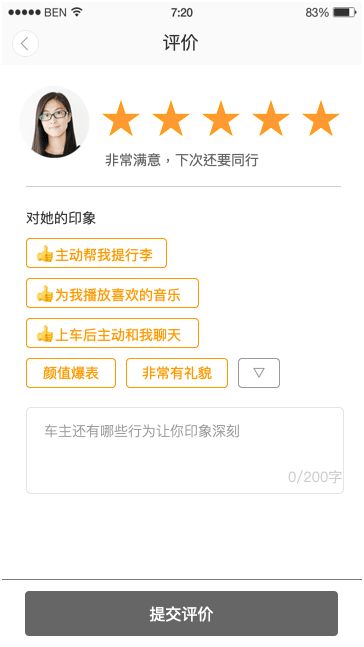 BEN 7:20 83%
评价
非常满意，下次还要同行
对她的印象
👍主动帮我提行李
👍为我播放喜欢的音乐
👍上车后主动和我聊天
颜值爆表 非常有礼貌 ▽
车主还有哪些行为让你印象深刻
0/200字
提交评价